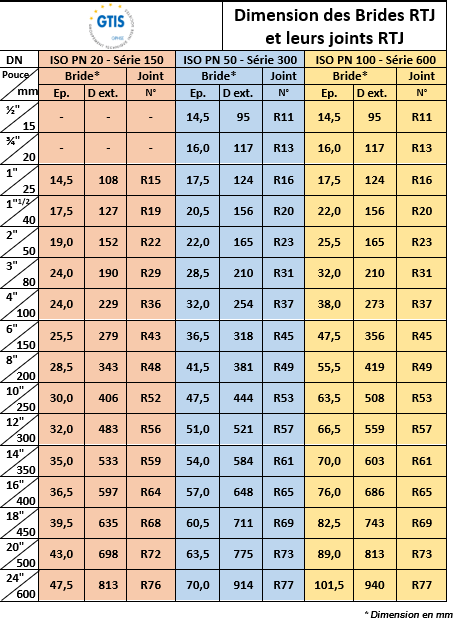 GTIS
Dimension des Brides RTJ
et leurs joints RTJ
DN ISO PN 20 - Série 150 ISO PN 50 - Série 300 ISO PN 100 - Série 600
Pouce Bride* Joint Bride* Joint Bride* Joint
mm Ep. D ext. N° Ep. D ext. N° Ep. D ext. N°
½" 15 - - - 14,5 95 R11 14,5 95 R11
¾" 20 - - - 16,0 117 R13 16,0 117 R13
1" 25 14,5 108 R15 17,5 124 R16 17,5 124 R16
1"1/2 40 17,5 127 R19 20,5 156 R20 22,0 156 R20
2" 50 19,0 152 R22 22,0 165 R23 25,5 165 R23
3" 80 24,0 190 R29 28,5 210 R31 32,0 210 R31
4" 100 24,0 229 R36 32,0 254 R37 38,0 273 R37
6" 150 25,5 279 R43 36,5 318 R45 47,5 356 R45
8" 200 28,5 343 R48 41,5 381 R49 55,5 419 R49
10" 250 30,0 406 R52 47,5 444 R53 63,5 508 R53
12" 300 32,0 483 R56 51,0 521 R57 66,5 559 R57
14" 350 35,0 533 R59 54,0 584 R61 70,0 603 R61
16" 400 36,5 597 R64 57,0 648 R65 76,0 686 R65
18" 450 39,5 635 R68 60,5 711 R69 82,5 743 R69
20" 500 43,0 698 R72 63,5 775 R73 89,0 813 R73
24" 600 47,5 813 R76 70,0 914 R77 101,5 940 R77
* Dimension en mm